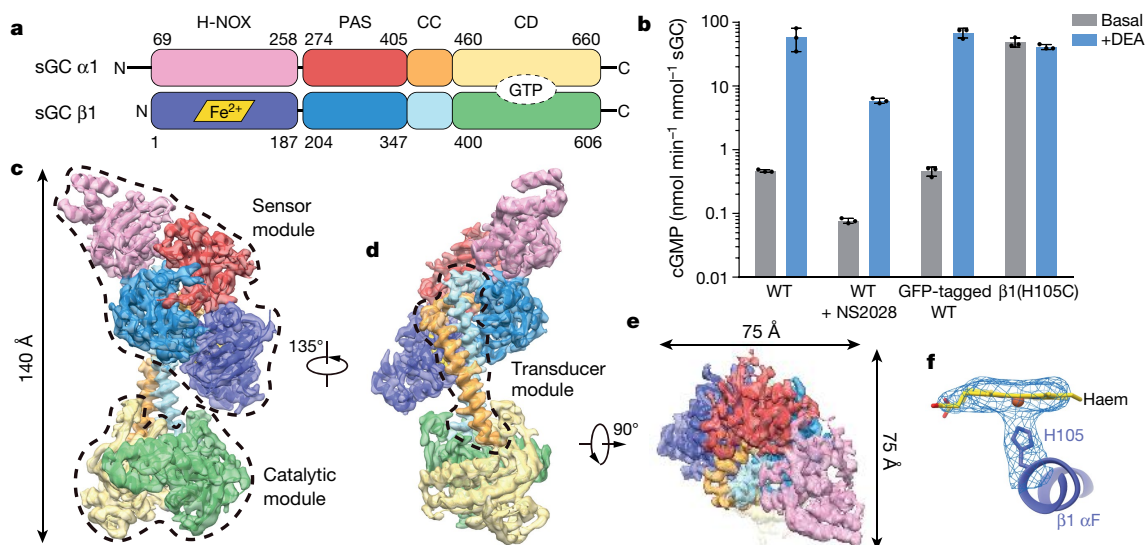 a
H-NOX PAS CC CD
69 258 274 405 460 660
sGC α1 N C
GTP
sGC β1 N Fe2+ C
1 187 204 347 400 606
b
cGMP (nmol min−1 nmol−1 sGC)
100
10
1
0.1
0.01
Basal
+DEA
WT
WT
+ NS2028
GFP-tagged
WT
β1(H105C)
c
140 Å
Sensor
module
Catalytic
module
135°
d
Transducer
module
90°
e
75 Å
75 Å
f
Haem
H105
β1 αF